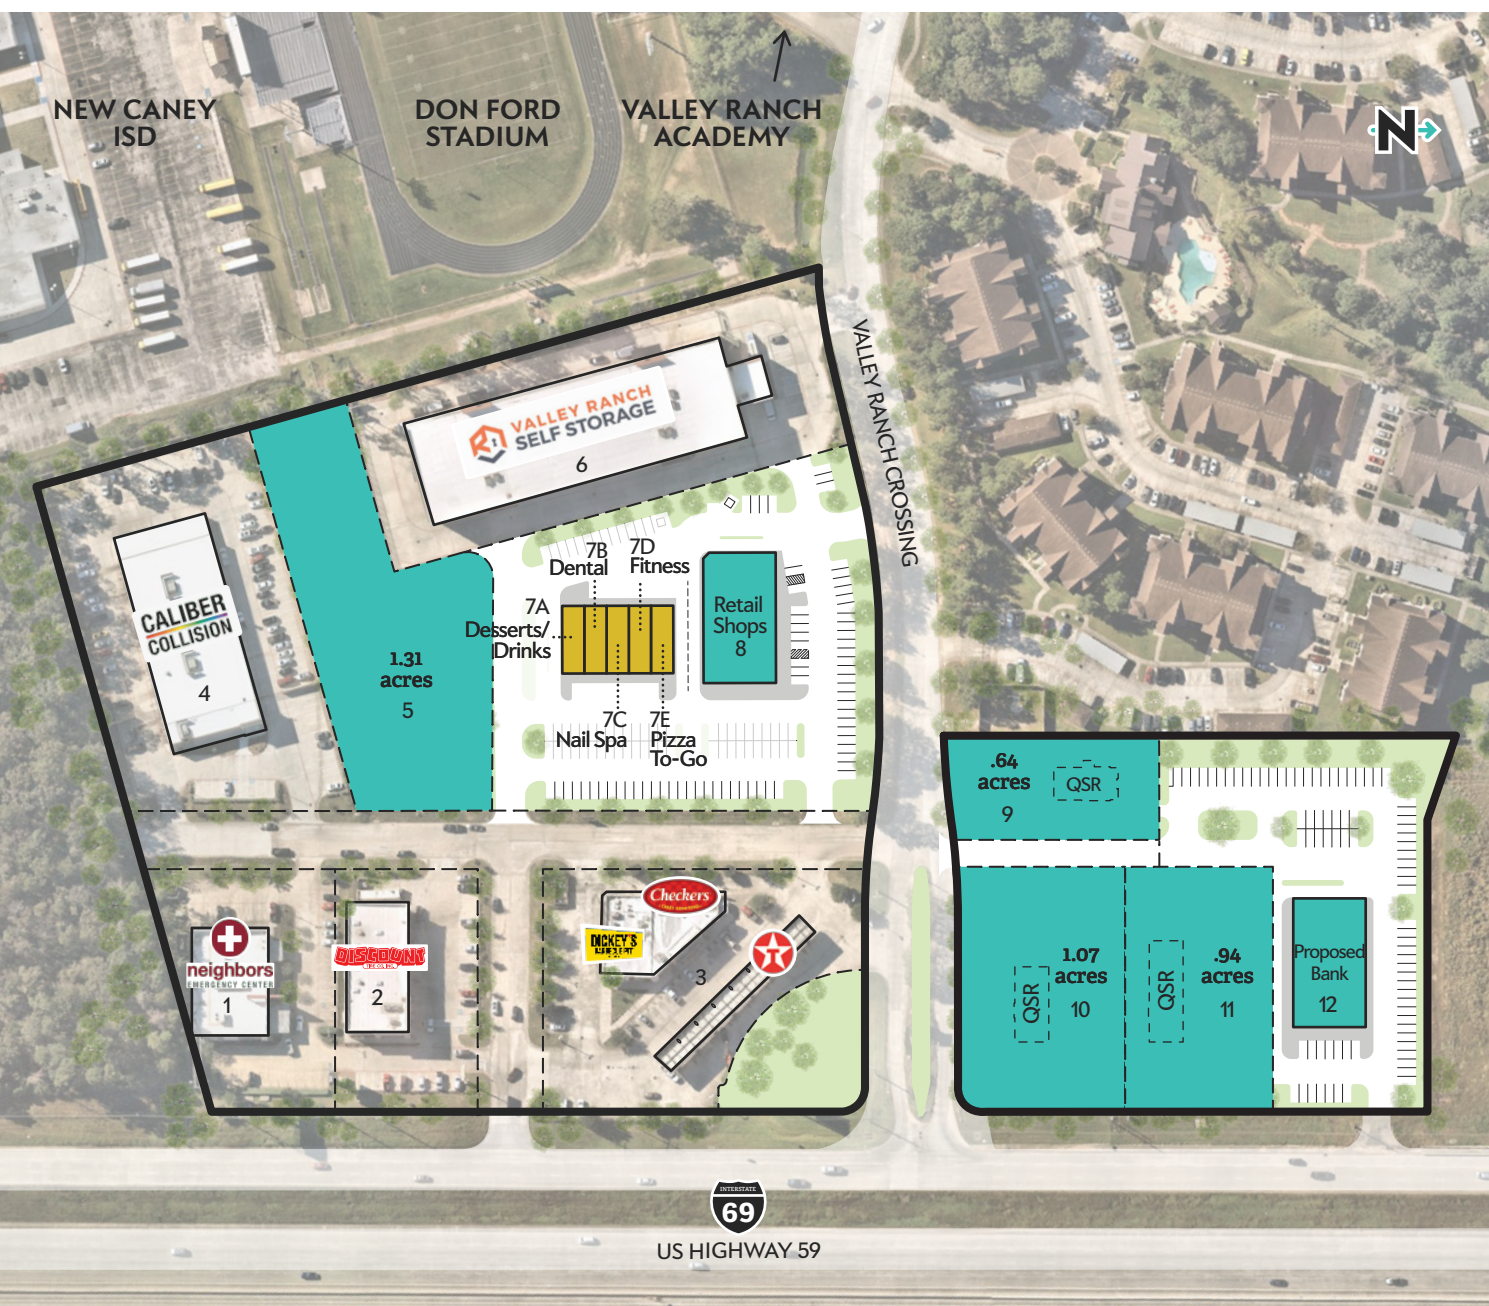 NEW CANEY
ISD
DON FORD
STADIUM
VALLEY RANCH
ACADEMY
N
VALLEY RANCH CROSSING
VALLEY RANCH
SELF STORAGE
6
CALIBER
COLLISION
4
1.31
acres
5
7A
Desserts/
Drinks
7B
Dental
7D
Fitness
7C
Nail Spa
7E
Pizza
To-Go
Retail
Shops
8
.64
acres
9
QSR
1.07
acres
10
QSR
.94
acres
11
QSR
Proposed
Bank
12
neighbors
EMERGENCY CENTER
1
DISCOUNT
2
Checkers
DICKEY'S
3
T
INTERSTATE
69
US HIGHWAY 59